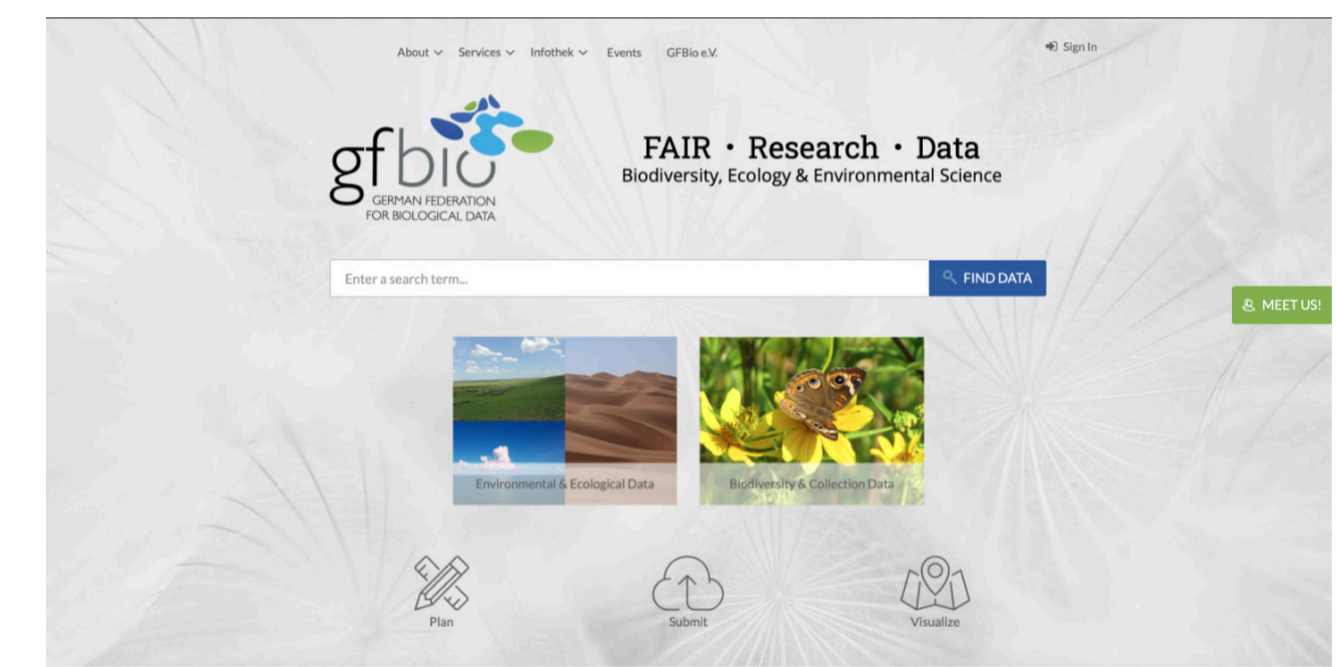 About Services Infothek Events GFBio e.V. Sign In
gfbio
GERMAN FEDERATION
FOR BIOLOGICAL DATA
FAIR • Research • Data
Biodiversity, Ecology & Environmental Science
Enter a search term... FIND DATA
MEET US!
Environmental & Ecological Data Biodiversity & Collection Data
Plan Submit Visualize